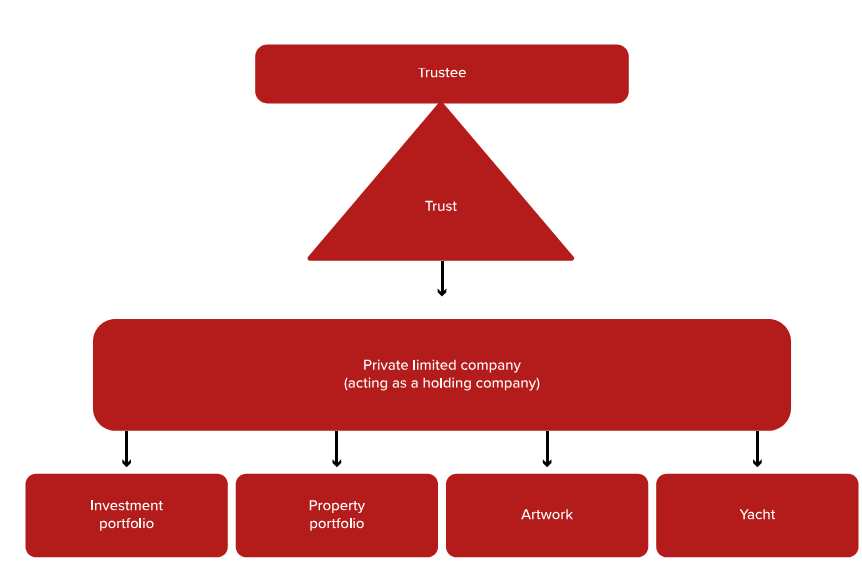 Trustee
Trust
Private limited company
(acting as a holding company)
Investment
portfolio
Property
portfolio
Artwork
Yacht